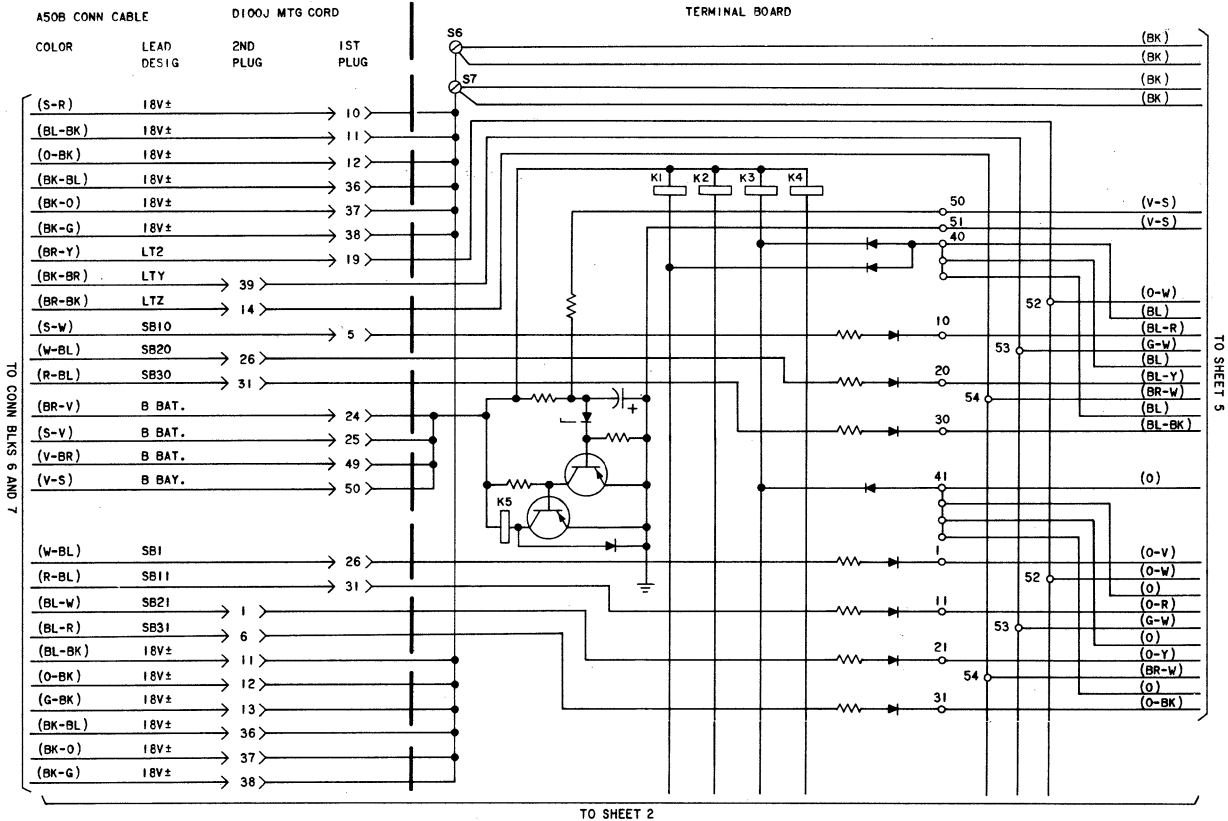 A50B CONN CABLE D100J MTG CORD TERMINAL BOARD
COLOR LEAD DESIG 2ND PLUG 1ST PLUG
S6 (BK)
(BK)
S7 (BK)
(BK)
(S-R) 18V± 10
(BL-BK) 18V± 11
(O-BK) 18V± 12
(BK-BL) 18V± 36
(BK-O) 18V± 37
(BK-G) 18V± 38
(BR-Y) LT2 19
(BK-BR) LTY 39
(BR-BK) LTZ 14
(S-W) SB10 5
(W-BL) SB20 26
(R-BL) SB30 31
(BR-V) B BAT. 24
(S-V) B BAT. 25
(V-BR) B BAT. 49
(V-S) B BAY. 50
(W-BL) SB1 26
(R-BL) SB11 31
(BL-W) SB21 1
(BL-R) SB31 6
(BL-BK) 18V± 11
(O-BK) 18V± 12
(G-BK) 18V± 13
(BK-BL) 18V± 36
(BK-O) 18V± 37
(BK-G) 18V± 38
K1 K2 K3 K4
K5
+
50 (V-S)
51 (V-S)
40
52 (O-W)
(BL)
10 (BL-R)
53 (G-W)
(BL)
20 (BL-Y)
54 (BR-W)
(BL)
30 (BL-BK)
41 (O)
1 (O-V)
52 (O-W)
(O)
11 (O-R)
53 (G-W)
(O)
21 (O-Y)
54 (BR-W)
(O)
31 (O-BK)
TO CONN BLKS 6 AND 7
TO SHEET 5
TO SHEET 2